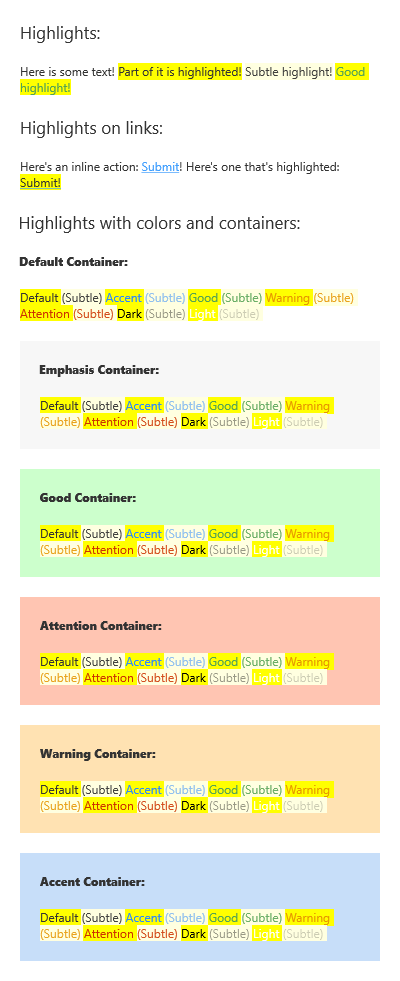 Highlights:
Here is some text! Part of it is highlighted! Subtle highlight! Good
highlight!
Highlights on links:
Here's an inline action: Submit! Here's one that's highlighted:
Submit!
Highlights with colors and containers:
Default Container:
Default (Subtle) Accent (Subtle) Good (Subtle) Warning (Subtle)
Attention (Subtle) Dark (Subtle) Light (Subtle)
Emphasis Container:
Default (Subtle) Accent (Subtle) Good (Subtle) Warning
(Subtle) Attention (Subtle) Dark (Subtle) Light (Subtle)
Good Container:
Default (Subtle) Accent (Subtle) Good (Subtle) Warning
(Subtle) Attention (Subtle) Dark (Subtle) Light (Subtle)
Attention Container:
Default (Subtle) Accent (Subtle) Good (Subtle) Warning
(Subtle) Attention (Subtle) Dark (Subtle) Light (Subtle)
Warning Container:
Default (Subtle) Accent (Subtle) Good (Subtle) Warning
(Subtle) Attention (Subtle) Dark (Subtle) Light (Subtle)
Accent Container:
Default (Subtle) Accent (Subtle) Good (Subtle) Warning
(Subtle) Attention (Subtle) Dark (Subtle) Light (Subtle)